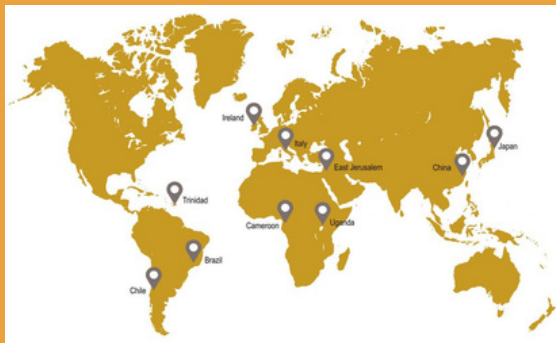 Ireland
Italy
Japan
East Jerusalem
China
Trinidad
Cameroon
Uganda
Brazil
Chile